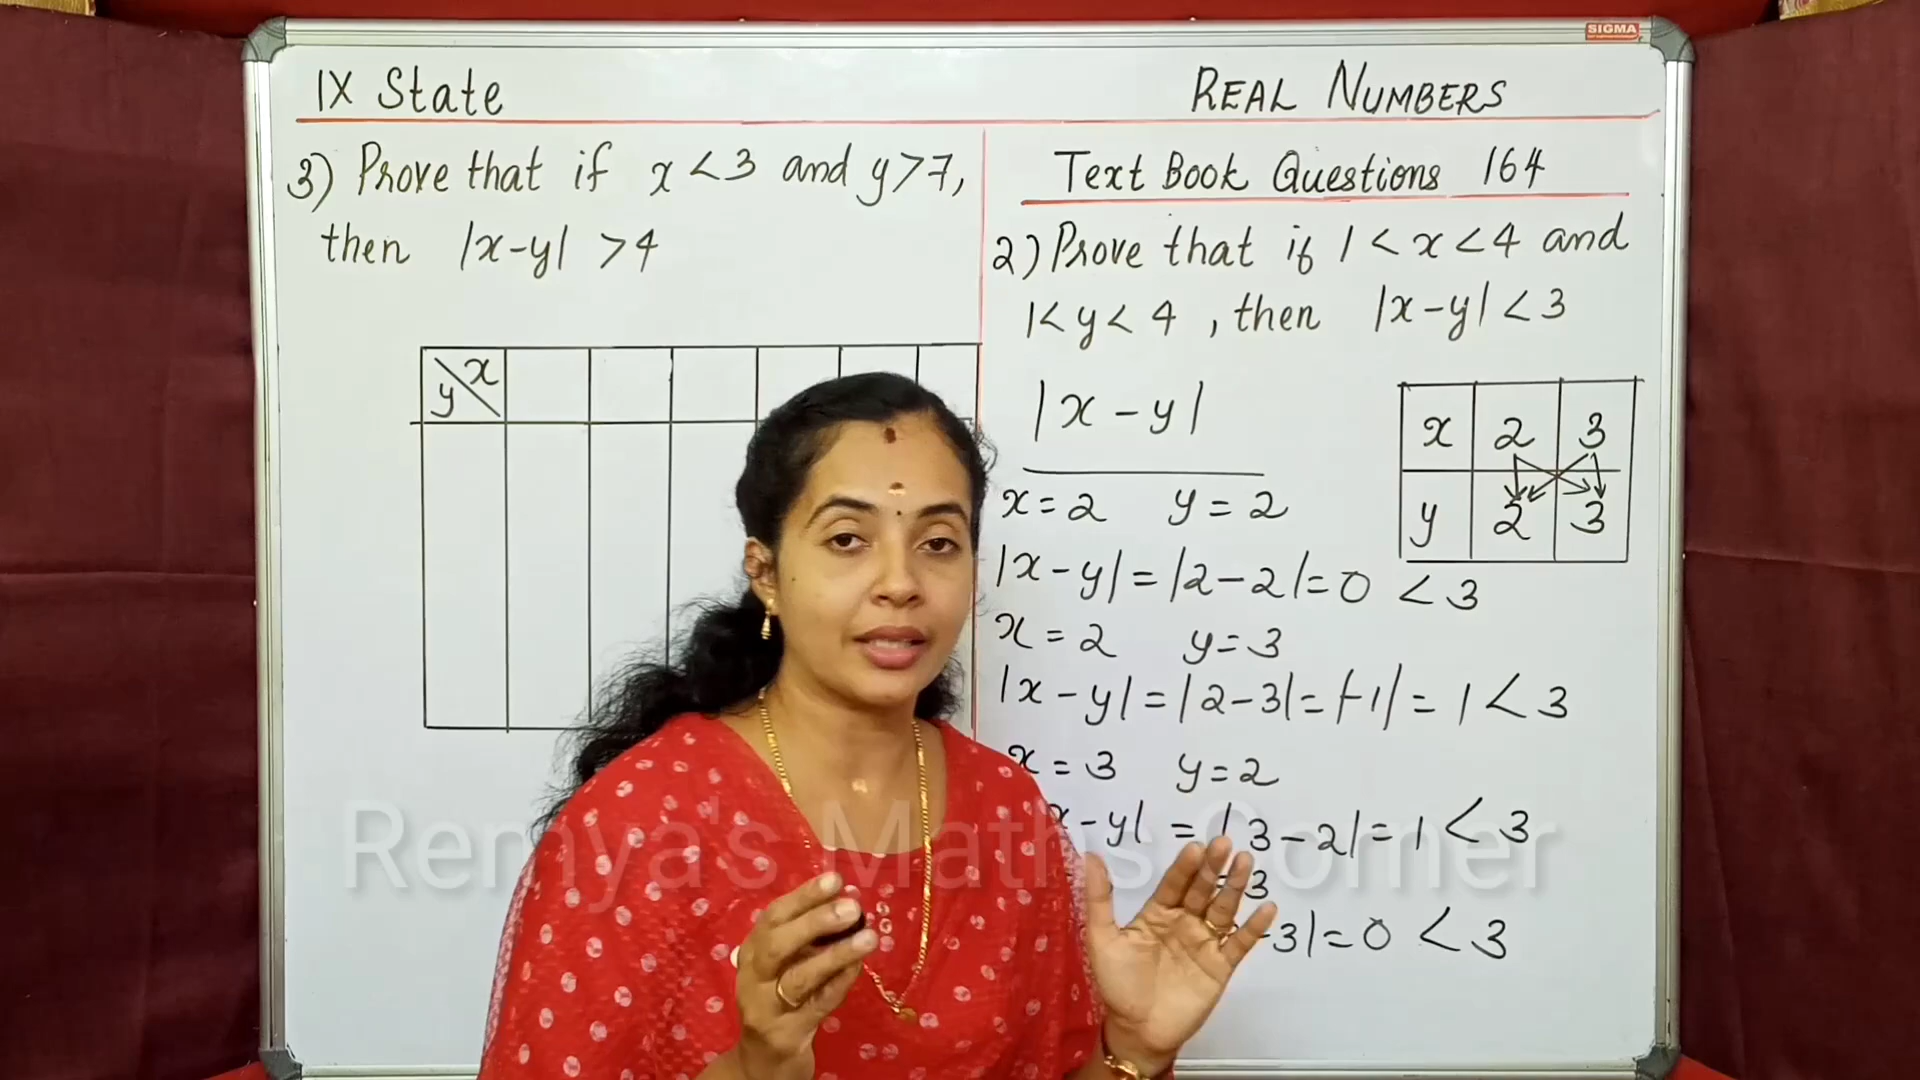 SIGMA
IX State
REAL NUMBERS
3) Prove that if x < 3 and y > 7,
then |x-y| > 4
y x
Text Book Questions 164
2) Prove that if 1 < x < 4 and
1 < y < 4 , then |x-y| < 3
|x - y|
x 2 3
y 2 3
x = 2 y = 2
|x - y| = |2 - 2| = 0 < 3
x = 2 y = 3
|x - y| = |2 - 3| = |-1| = 1 < 3
x = 3 y = 2
x - y| = |3 - 2| = 1 < 3
= 3
- 3| = 0 < 3
Remya's Maths Corner